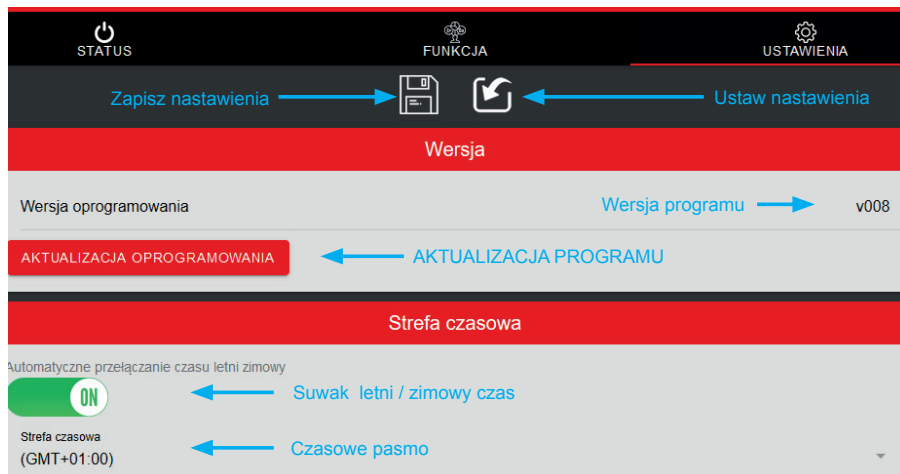 STATUS
FUNKCJA
USTAWIENIA
Zapisz nastawienia
Ustaw nastawienia
Wersja
Wersja oprogramowania
Wersja programu
v008
AKTUALIZACJA OPROGRAMOWANIA
AKTUALIZACJA PROGRAMU
Strefa czasowa
Automatyczne przełączanie czasu letni zimowy
ON
Suwak letni / zimowy czas
Strefa czasowa
(GMT+01:00)
Czasowe pasmo